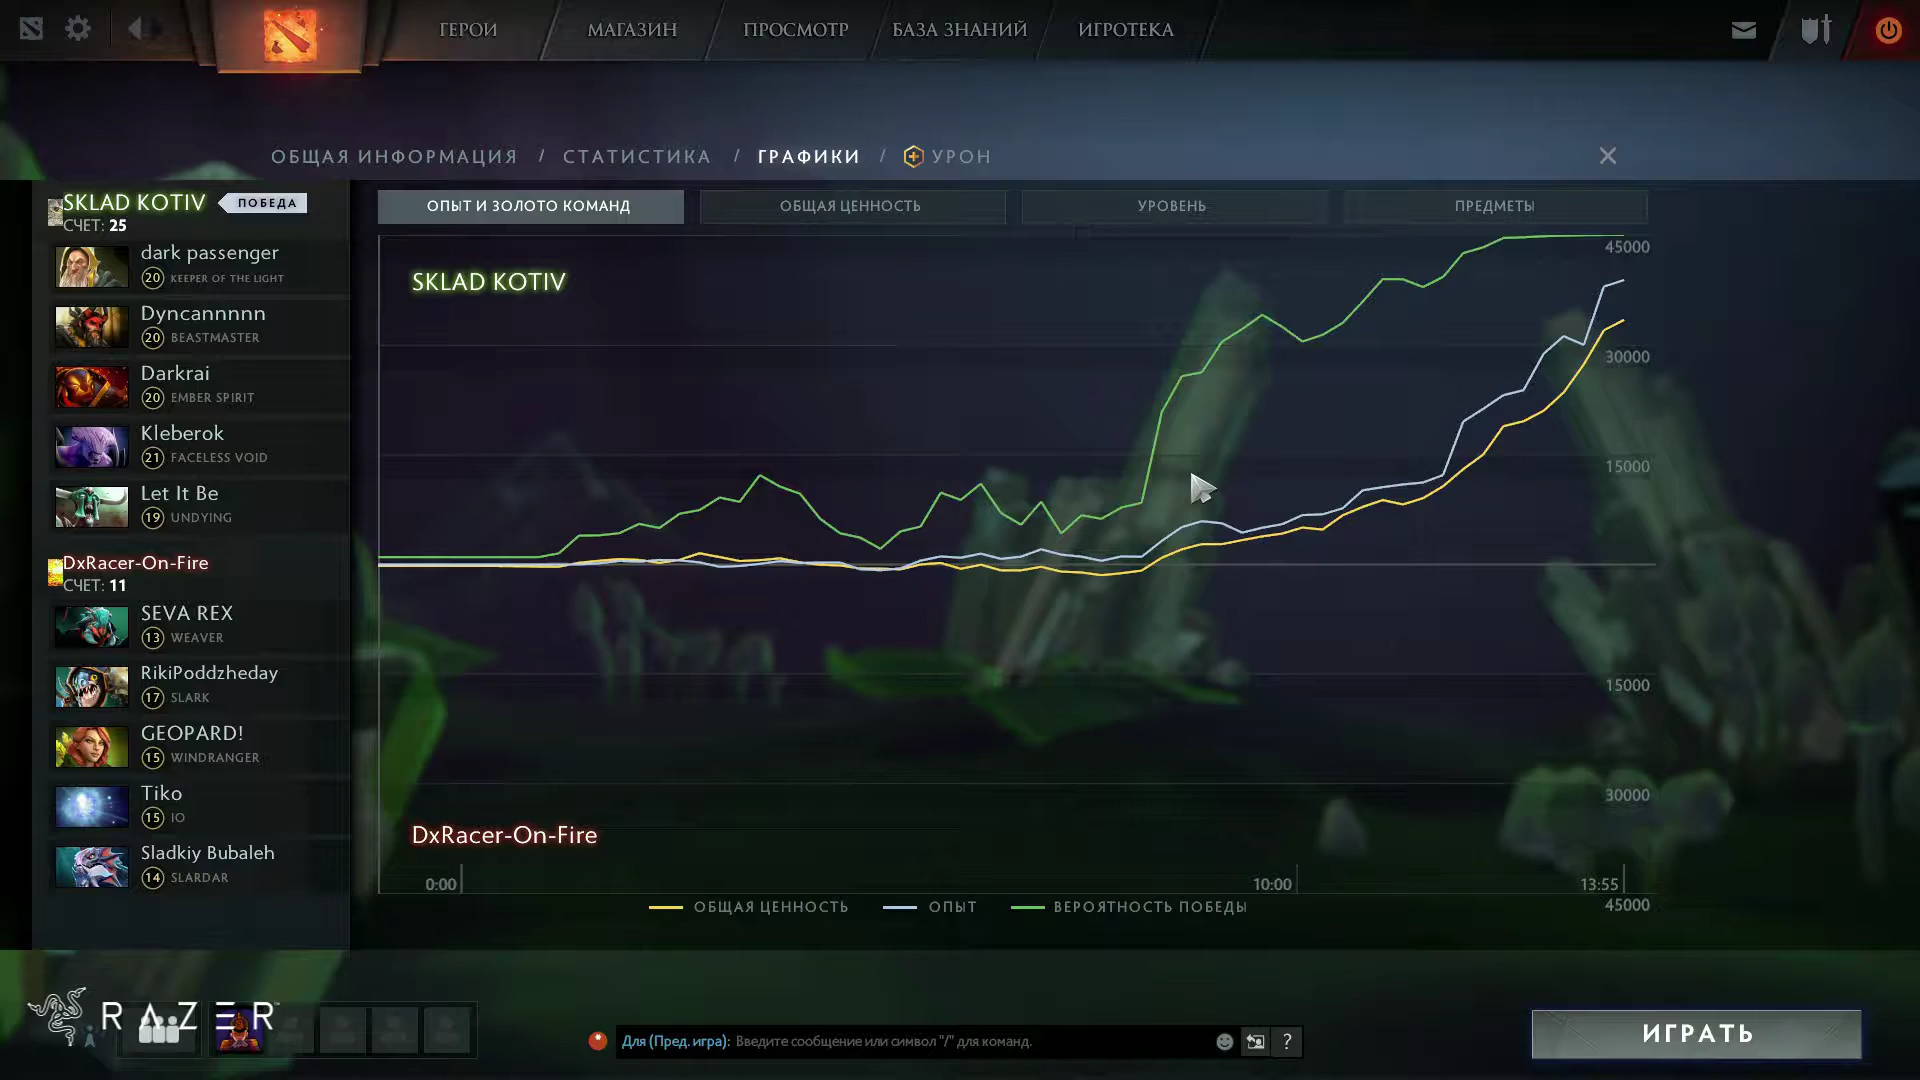 ГЕРОИ
МАГАЗИН
ПРОСМОТР
БАЗА ЗНАНИЙ
ИГРОТЕКА
ОБЩАЯ ИНФОРМАЦИЯ / СТАТИСТИКА / ГРАФИКИ / УРОН
SKLAD KOTIV ПОБЕДА
СЧЕТ: 25
dark passenger
20 KEEPER OF THE LIGHT
Dyncannnnn
20 BEASTMASTER
Darkrai
20 EMBER SPIRIT
Kleberok
21 FACELESS VOID
Let It Be
19 UNDYING
DxRacer-On-Fire
СЧЕТ: 11
SEVA REX
13 WEAVER
RikiPoddzheday
17 SLARK
GEOPARD!
15 WINDRANGER
Tiko
15 IO
Sladkiy Bubaleh
14 SLARDAR
ОПЫТ И ЗОЛОТО КОМАНД
ОБЩАЯ ЦЕННОСТЬ
УРОВЕНЬ
ПРЕДМЕТЫ
SKLAD KOTIV
45000
30000
15000
15000
30000
45000
DxRacer-On-Fire
0:00
10:00
13:55
ОБЩАЯ ЦЕННОСТЬ
ОПЫТ
ВЕРОЯТНОСТЬ ПОБЕДЫ
RAZER
Для (Пред. игра): Введите сообщение или символ "/" для команд.
?
ИГРАТЬ